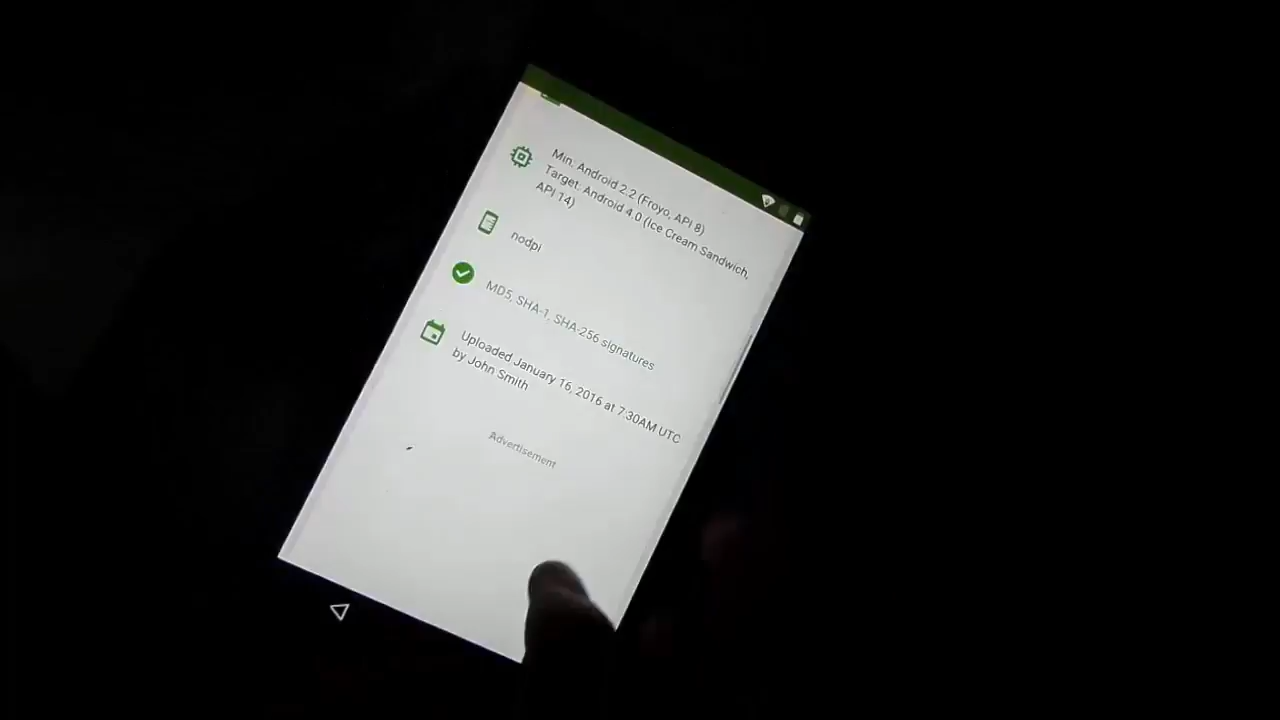 Min. Android 2.2 (Froyo, API 8)
Target: Android 4.0 (Ice Cream Sandwich,
API 14)
nodpi
MD5, SHA-1, SHA-256 signatures
Uploaded January 16, 2016 at 7:30AM UTC
by John Smith
Advertisement